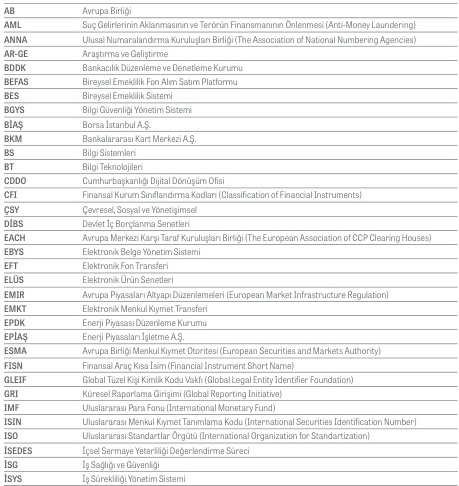 AB Avrupa Birliği
AML Suç Gelirlerinin Aklanmasının ve Terörün Finansmanının Önlenmesi (Anti-Money Laundering)
ANNA Ulusal Numaralandırma Kuruluşları Birliği (The Association of National Numbering Agencies)
AR-GE Araştırma ve Geliştirme
BDDK Bankacılık Düzenleme ve Denetleme Kurumu
BEFAS Bireysel Emeklilik Fon Alım Satım Platformu
BES Bireysel Emeklilik Sistemi
BGYS Bilgi Güvenliği Yönetim Sistemi
BİAŞ Borsa İstanbul A.Ş.
BKM Bankalararası Kart Merkezi A.Ş.
BS Bilgi Sistemleri
BT Bilgi Teknolojileri
CDDO Cumhurbaşkanlığı Dijital Dönüşüm Ofisi
CFI Finansal Kurum Sınıflandırma Kodları (Classification of Financial Instruments)
ÇSY Çevresel, Sosyal ve Yönetişimsel
DİBS Devlet İç Borçlanma Senetleri
EACH Avrupa Merkezi Karşı Taraf Kuruluşları Birliği (The European Association of CCP Clearing Houses)
EBYS Elektronik Belge Yönetim Sistemi
EFT Elektronik Fon Transferi
ELÜS Elektronik Ürün Senetleri
EMIR Avrupa Piyasaları Altyapı Düzenlemeleri (European Market Infrastructure Regulation)
EMKT Elektronik Menkul Kıymet Transferi
EPDK Enerji Piyasası Düzenleme Kurumu
EPİAŞ Enerji Piyasaları İşletme A.Ş.
ESMA Avrupa Birliği Menkul Kıymet Otoritesi (European Securities and Markets Authority)
FISN Finansal Araç Kısa İsim (Financial Instrument Short Name)
GLEIF Global Tüzel Kişi Kimlik Kodu Vakfı (Global Legal Entity Identifier Foundation)
GRI Küresel Raporlama Girişimi (Global Reporting Initiative)
IMF Uluslararası Para Fonu (International Monetary Fund)
ISIN Uluslararası Menkul Kıymet Tanımlama Kodu (International Securities Identification Number)
ISO Uluslararası Standartlar Örgütü (International Organization for Standartization)
İSEDES İçsel Sermaye Yeterliliği Değerlendirme Süreci
İSG İş Sağlığı ve Güvenliği
İSYS İş Sürekliliği Yönetim Sistemi